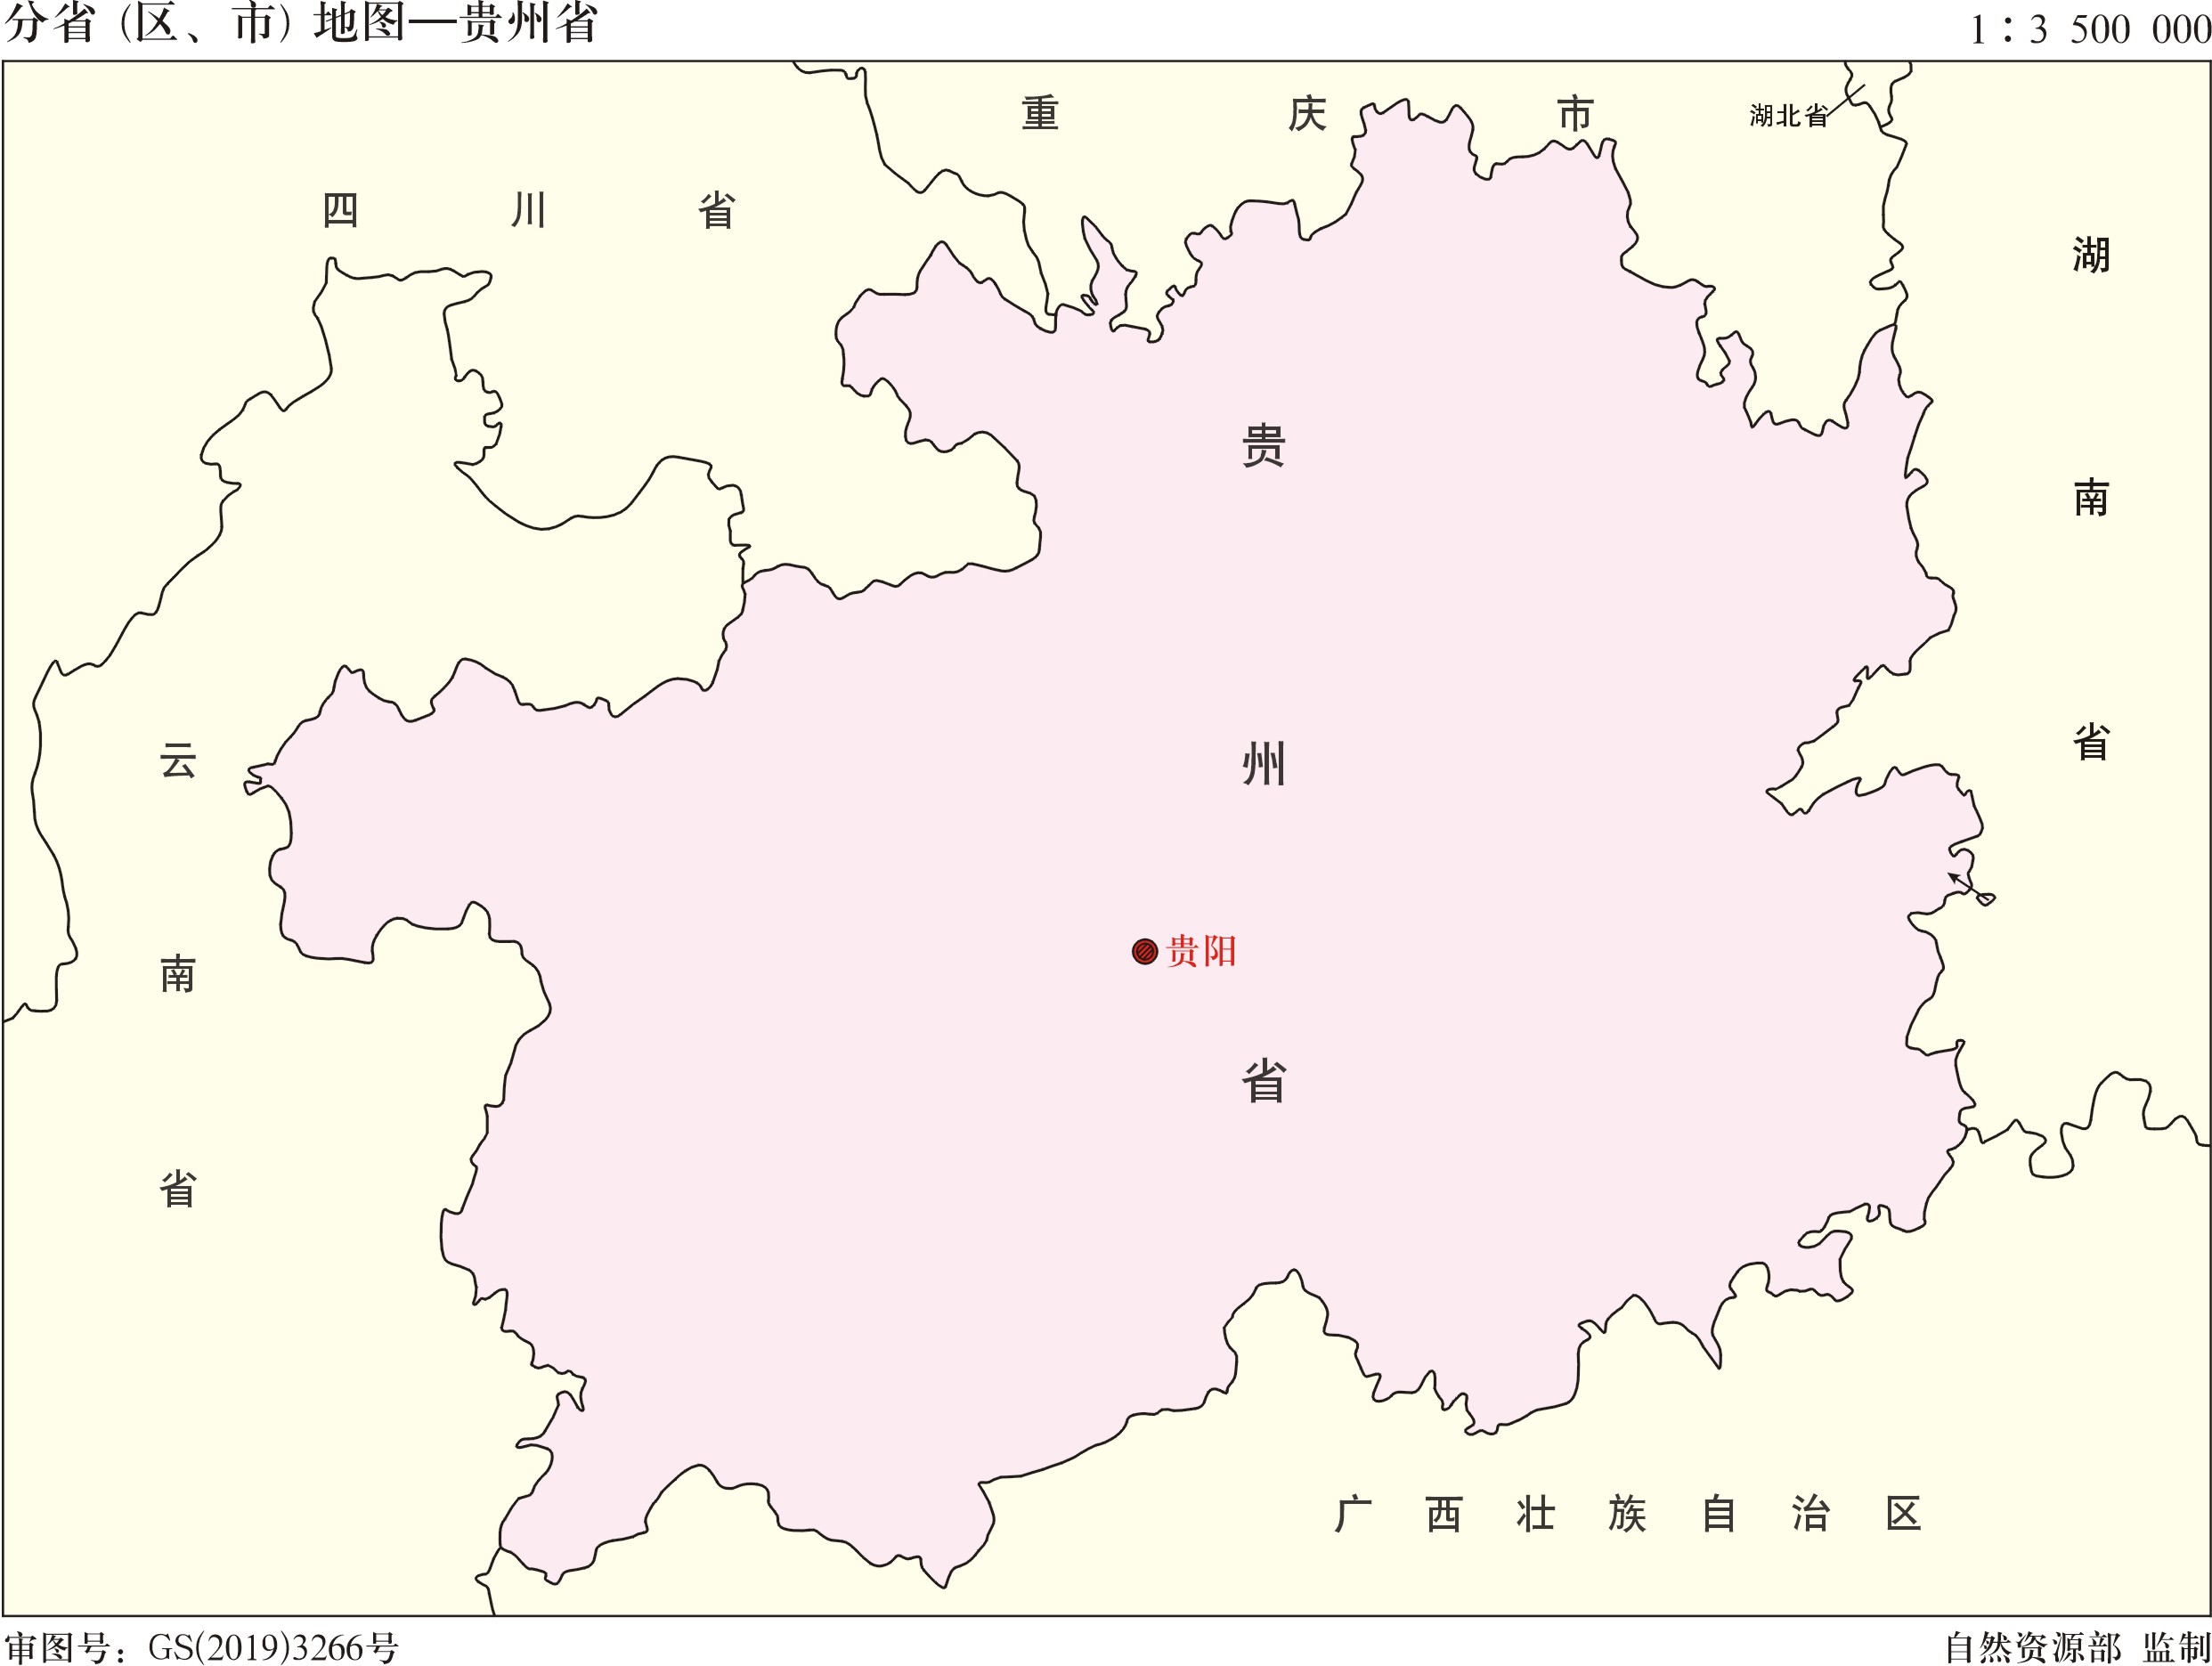 分省（区、市）地图—贵州省
1：3 500 000
重庆市
湖北省
四川省
湖南省
贵州省
云南省
贵阳
广西壮族自治区
审图号：GS(2019)3266号
自然资源部 监制